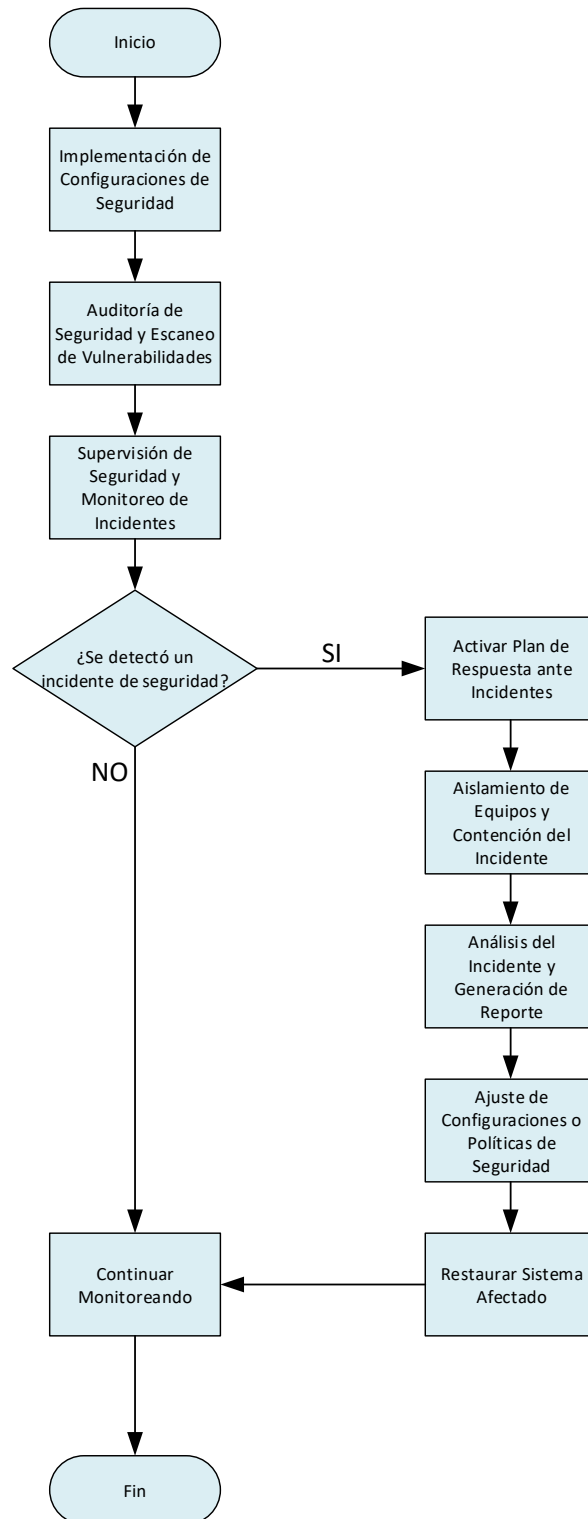 Inicio
Implementación de
Configuraciones de
Seguridad
Auditoría de
Seguridad y Escaneo
de Vulnerabilidades
Supervisión de
Seguridad y
Monitoreo de
Incidentes
¿Se detectó un
incidente de seguridad?
SI
NO
Activar Plan de
Respuesta ante
Incidentes
Aislamiento de
Equipos y
Contención del
Incidente
Análisis del
Incidente y
Generación de
Reporte
Ajuste de
Configuraciones o
Políticas de
Seguridad
Restaurar Sistema
Afectado
Continuar
Monitoreando
Fin